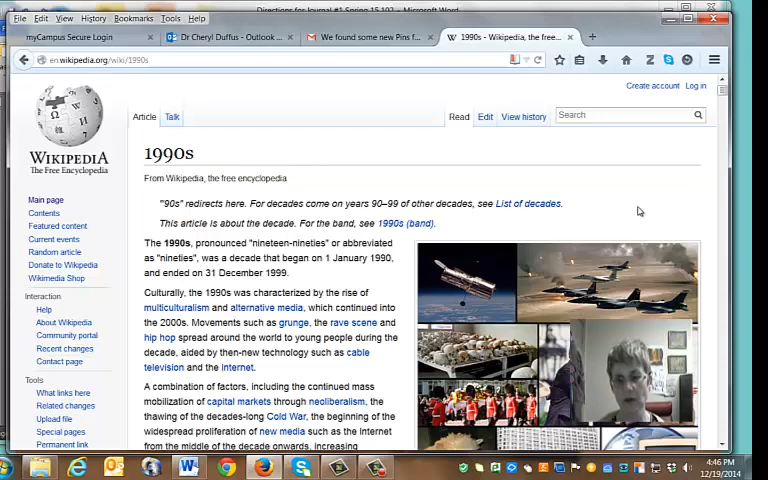 Directions for Journal #1 Spring 15 102 - Microsoft Word
File Edit View History Bookmarks Tools Help
myCampus Secure Login
Dr Cheryl Duffus - Outlook ...
We found some new Pins f...
1990s - Wikipedia, the free...
en.wikipedia.org/wiki/1990s
Create account Log in
Article Talk Read Edit View history Search
WIKIPEDIA
The Free Encyclopedia
1990s
From Wikipedia, the free encyclopedia
"'90s" redirects here. For decades come on years 90–99 of other decades, see List of decades.
This article is about the decade. For the band, see 1990s (band).
Main page
Contents
Featured content
Current events
Random article
Donate to Wikipedia
Wikimedia Shop
Interaction
Help
About Wikipedia
Community portal
Recent changes
Contact page
Tools
What links here
Related changes
Upload file
Special pages
Permanent link
The 1990s, pronounced "nineteen-nineties" or abbreviated
as "nineties", was a decade that began on 1 January 1990,
and ended on 31 December 1999.
Culturally, the 1990s was characterized by the rise of
multiculturalism and alternative media, which continued into
the 2000s. Movements such as grunge, the rave scene and
hip hop spread around the world to young people during the
decade, aided by then-new technology such as cable
television and the Internet.
A combination of factors, including the continued mass
mobilization of capital markets through neoliberalism, the
thawing of the decades-long Cold War, the beginning of the
widespread proliferation of new media such as the Internet
from the middle of the decade onwards, increasing
4:46 PM
12/19/2014